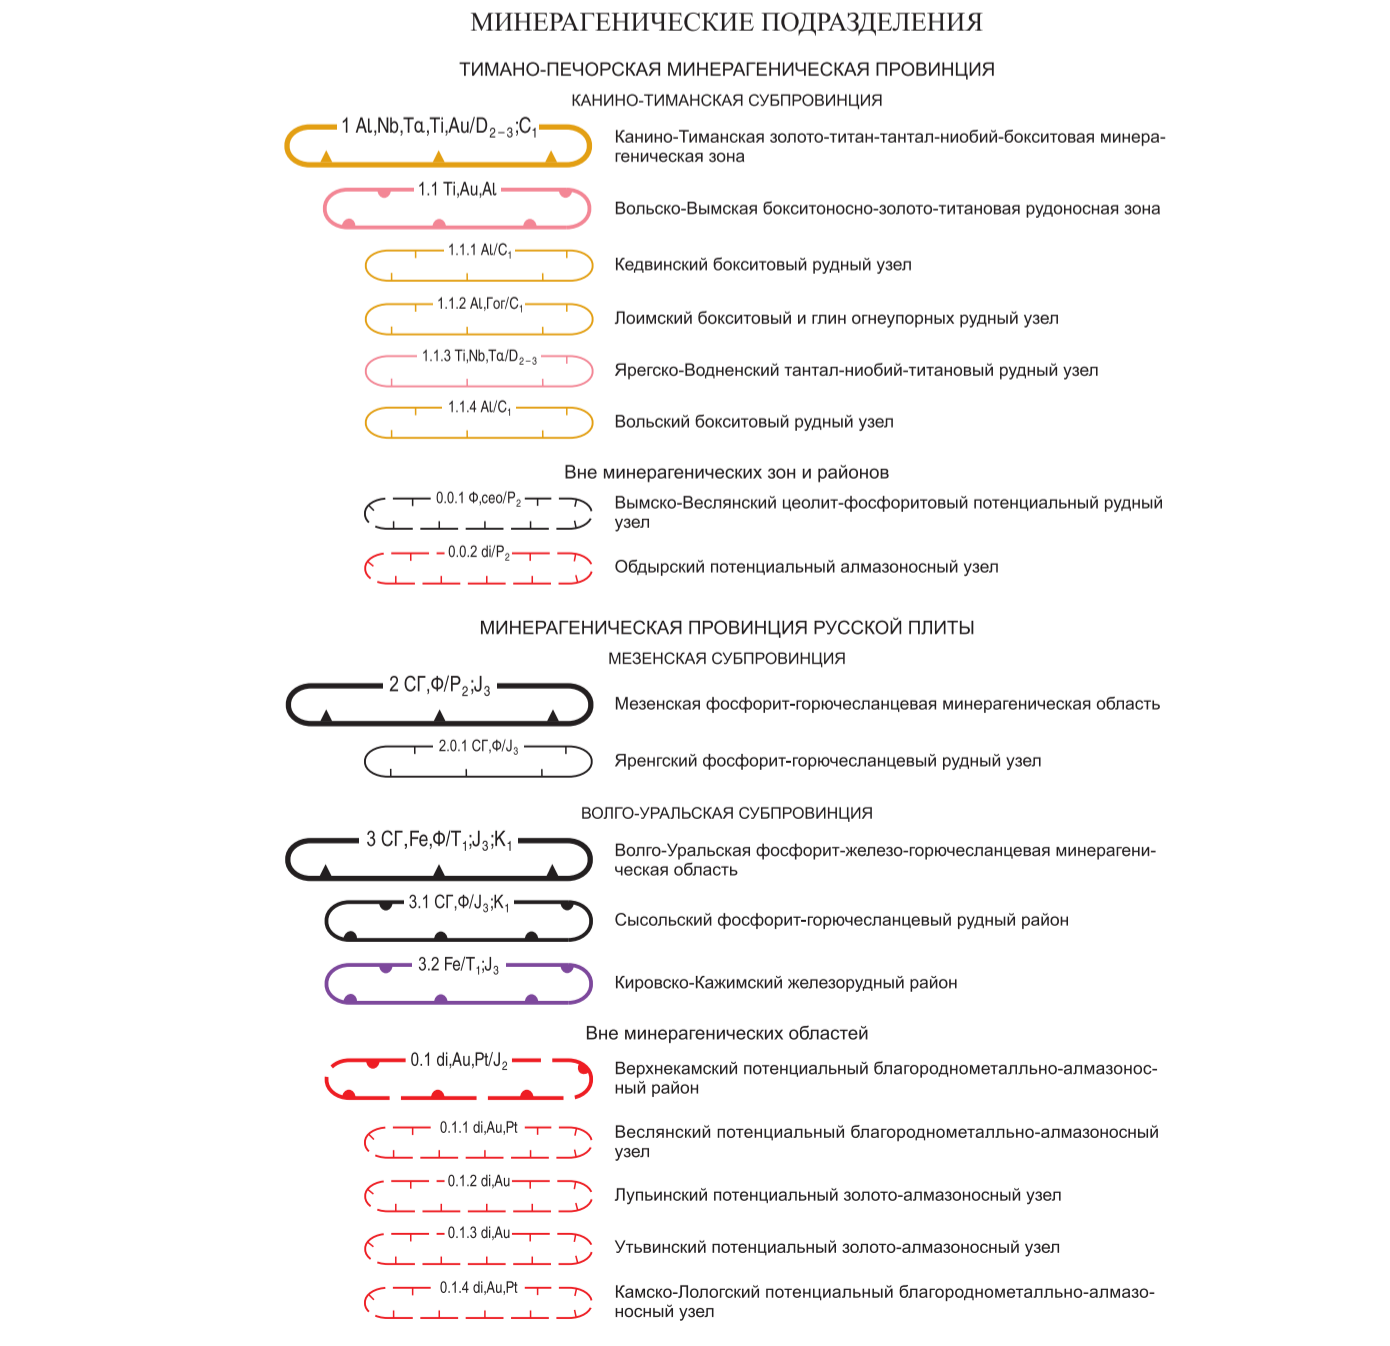 МИНЕРАГЕНИЧЕСКИЕ ПОДРАЗДЕЛЕНИЯ
ТИМАНО-ПЕЧОРСКАЯ МИНЕРАГЕНИЧЕСКАЯ ПРОВИНЦИЯ
КАНИНО-ТИМАНСКАЯ СУБПРОВИНЦИЯ
1 Al,Nb,Ta,Ti,Au/D2–3;C1
Канино-Тиманская золото-титан-тантал-ниобий-бокситовая минера-
геническая зона
1.1 Ti,Au,Al
Вольско-Вымская бокситоносно-золото-титановая рудоносная зона
1.1.1 Al/C1
Кедвинский бокситовый рудный узел
1.1.2 Al,Гог/C1
Лоимский бокситовый и глин огнеупорных рудный узел
1.1.3 Ti,Nb,Ta/D2–3
Ярегско-Водненский тантал-ниобий-титановый рудный узел
1.1.4 Al/C1
Вольский бокситовый рудный узел
Вне минерагенических зон и районов
0.0.1 Ф,ceo/P2
Вымско-Веслянский цеолит-фосфоритовый потенциальный рудный
узел
0.0.2 di/P2
Обдырский потенциальный алмазоносный узел
МИНЕРАГЕНИЧЕСКАЯ ПРОВИНЦИЯ РУССКОЙ ПЛИТЫ
МЕЗЕНСКАЯ СУБПРОВИНЦИЯ
2 СГ,Ф/P2;J3
Мезенская фосфорит-горючесланцевая минерагеническая область
2.0.1 СГ,Ф/J3
Яренгский фосфорит-горючесланцевый рудный узел
ВОЛГО-УРАЛЬСКАЯ СУБПРОВИНЦИЯ
3 СГ,Fe,Ф/T1;J3;K1
Волго-Уральская фосфорит-железо-горючесланцевая минерагени-
ческая область
3.1 СГ,Ф/J3;K1
Сысольский фосфорит-горючесланцевый рудный район
3.2 Fe/T1;J3
Кировско-Кажимский железорудный район
Вне минерагенических областей
0.1 di,Au,Pt/J2
Верхнекамский потенциальный благороднометалльно-алмазонос-
ный район
0.1.1 di,Au,Pt
Веслянский потенциальный благороднометалльно-алмазоносный
узел
0.1.2 di,Au
Лупьинский потенциальный золото-алмазоносный узел
0.1.3 di,Au
Утьвинский потенциальный золото-алмазоносный узел
0.1.4 di,Au,Pt
Камско-Лологский потенциальный благороднометалльно-алмазо-
носный узел